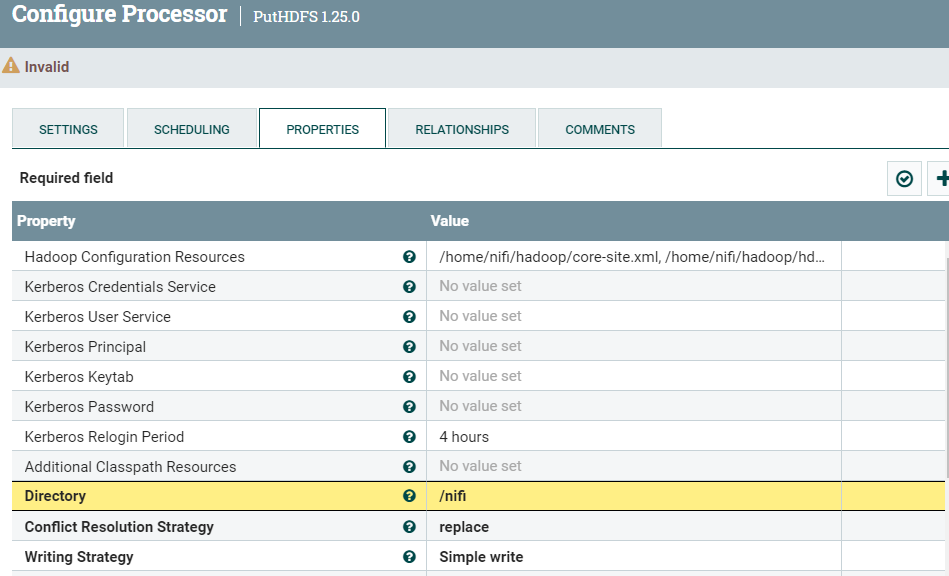 Configure Processor | PutHDFS 1.25.0
Invalid
SETTINGS SCHEDULING PROPERTIES RELATIONSHIPS COMMENTS
Required field
Property Value
Hadoop Configuration Resources /home/nifi/hadoop/core-site.xml, /home/nifi/hadoop/hd...
Kerberos Credentials Service No value set
Kerberos User Service No value set
Kerberos Principal No value set
Kerberos Keytab No value set
Kerberos Password No value set
Kerberos Relogin Period 4 hours
Additional Classpath Resources No value set
Directory /nifi
Conflict Resolution Strategy replace
Writing Strategy Simple write